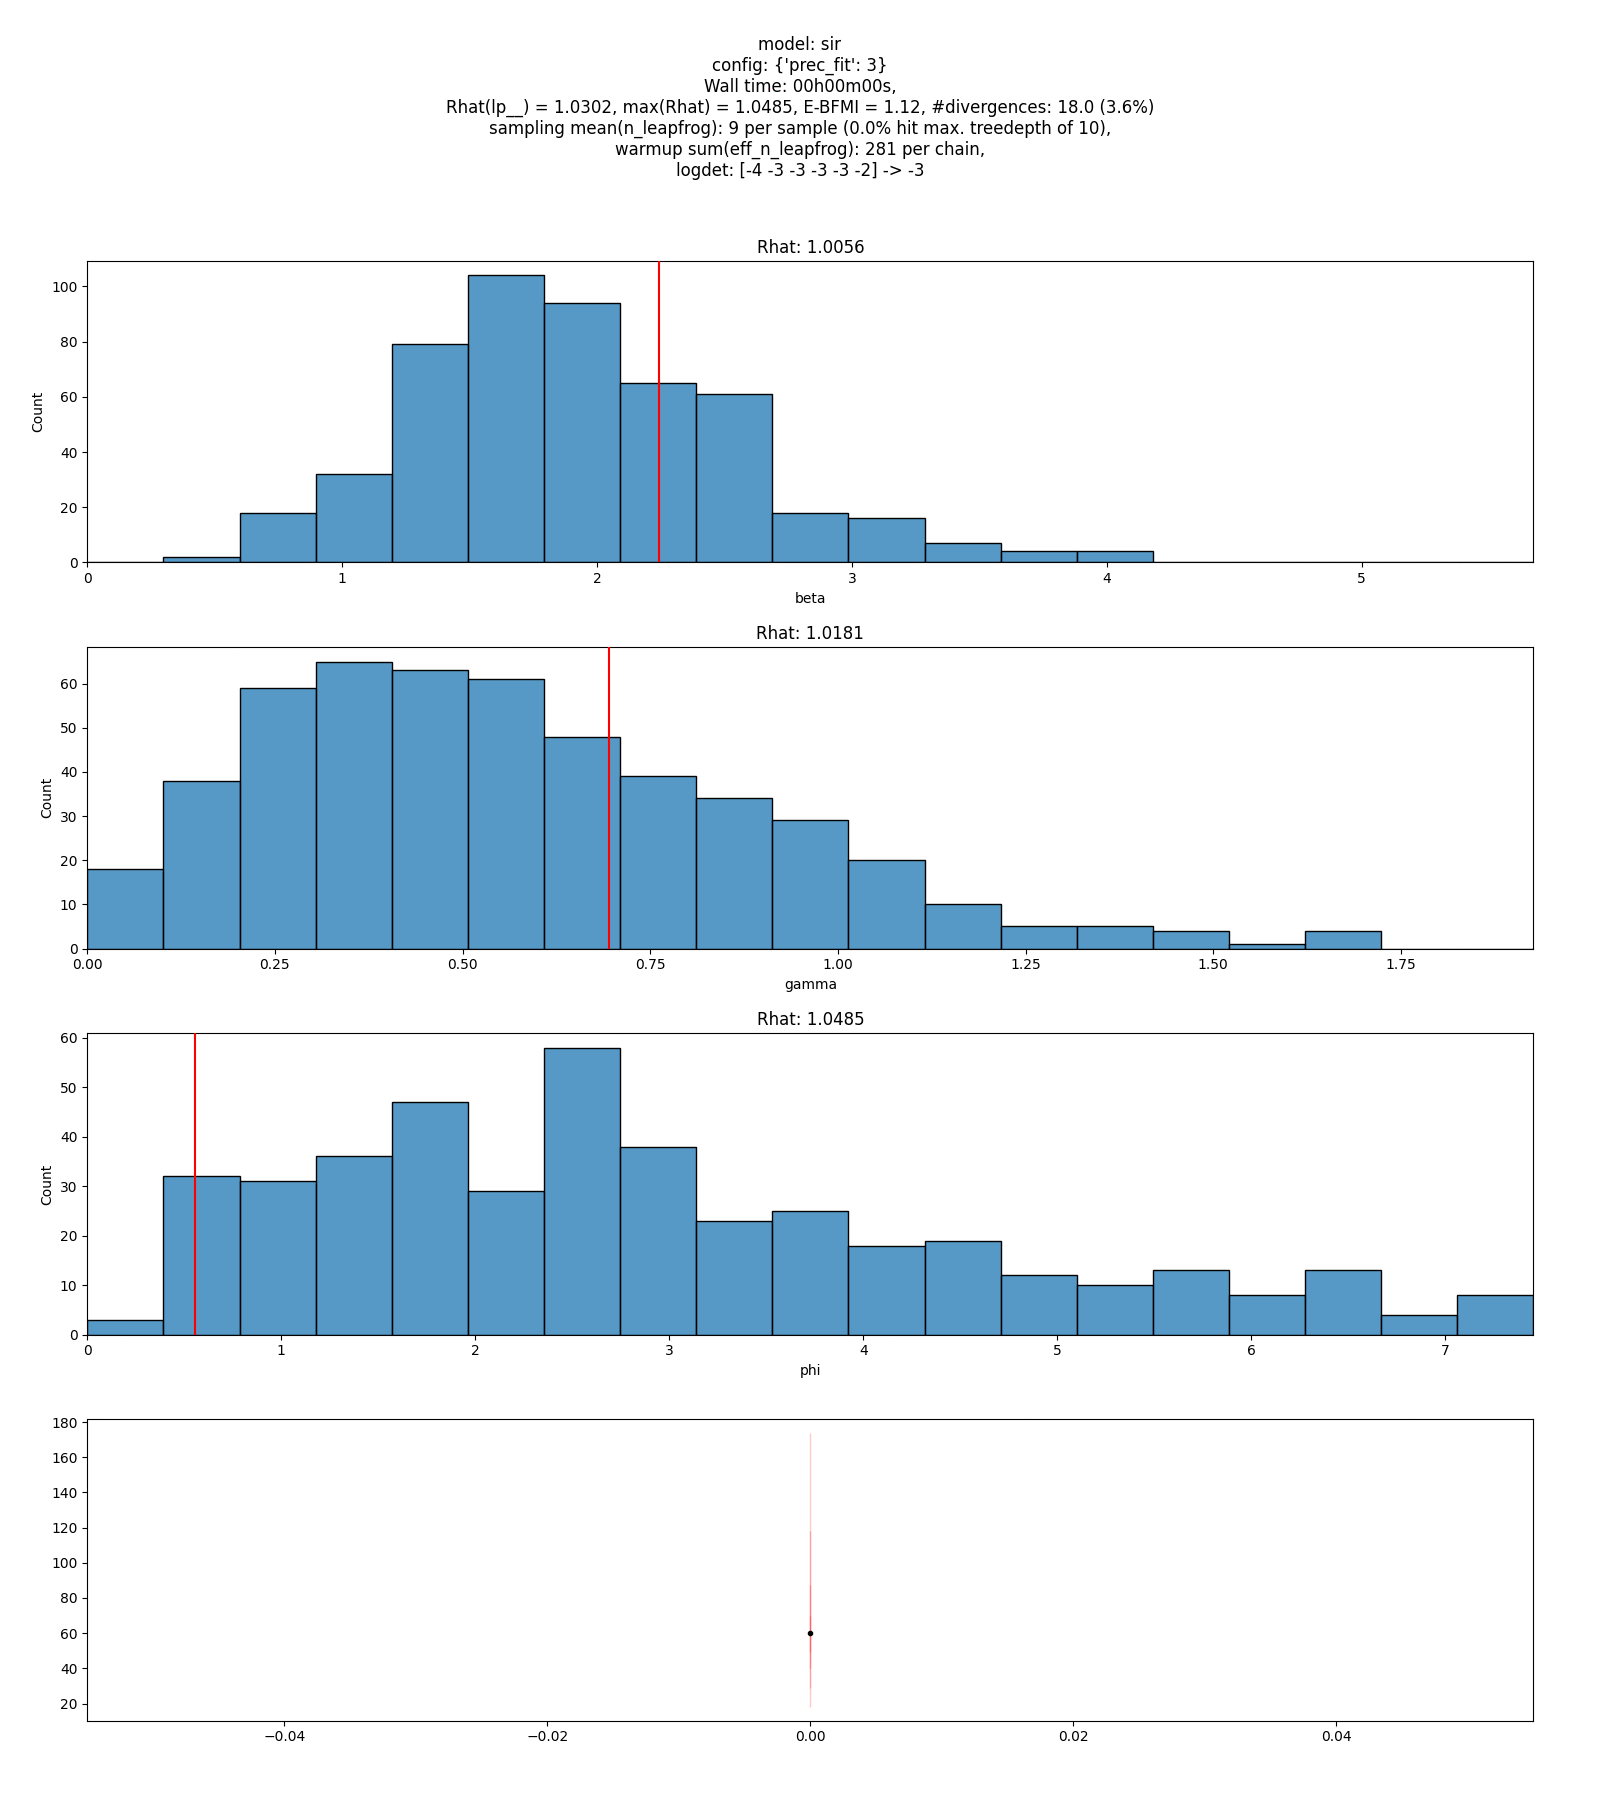 model: sir
config: {'prec_fit': 3}
Wall time: 00h00m00s,
Rhat(lp__) = 1.0302, max(Rhat) = 1.0485, E-BFMI = 1.12, #divergences: 18.0 (3.6%)
sampling mean(n_leapfrog): 9 per sample (0.0% hit max. treedepth of 10),
warmup sum(eff_n_leapfrog): 281 per chain,
logdet: [-4 -3 -3 -3 -3 -2] -> -3
Rhat: 1.0056
100
80
60
40
20
0
Count
0 1 2 3 4 5
beta
Rhat: 1.0181
60
50
40
30
20
10
0
Count
0.00 0.25 0.50 0.75 1.00 1.25 1.50 1.75
gamma
Rhat: 1.0485
60
50
40
30
20
10
0
Count
0 1 2 3 4 5 6 7
phi
180
160
140
120
100
80
60
40
20
−0.04 −0.02 0.00 0.02 0.04